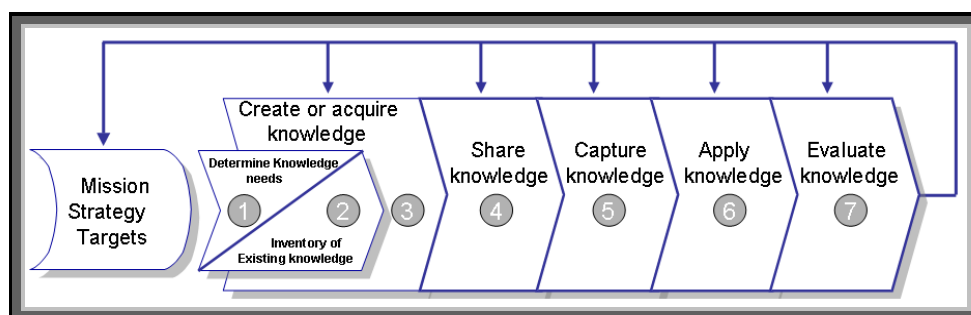 Mission
Strategy
Targets
Create or acquire
knowledge
Determine Knowledge
needs
1
2
3
Inventory of
Existing knowledge
Share
knowledge
4
Capture
knowledge
5
Apply
knowledge
6
Evaluate
knowledge
7